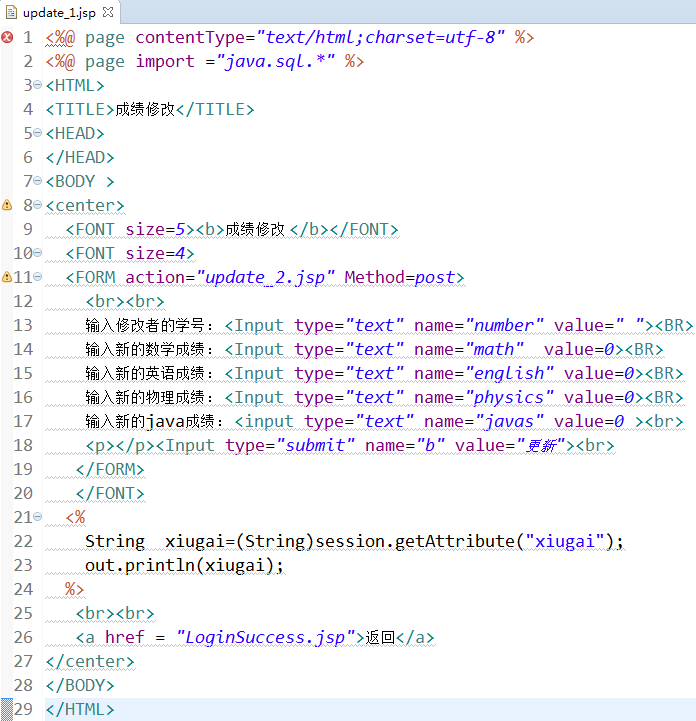 update_1.jsp
1 <%@ page contentType="text/html;charset=utf-8" %>
2 <%@ page import ="java.sql.*" %>
3 <HTML>
4 <TITLE>成绩修改</TITLE>
5 <HEAD>
6 </HEAD>
7 <BODY >
8 <center>
9 <FONT size=5><b>成绩修改 </b></FONT>
10 <FONT size=4>
11 <FORM action="update_2.jsp" Method=post>
12 <br><br>
13 输入修改者的学号：<Input type="text" name="number" value=" "><BR>
14 输入新的数学成绩：<Input type="text" name="math"  value=0><BR>
15 输入新的英语成绩：<Input type="text" name="english" value=0><BR>
16 输入新的物理成绩：<Input type="text" name="physics" value=0><BR>
17 输入新的java成绩：<input type="text" name="javas" value=0 ><br>
18 <p></p><Input type="submit" name="b" value="更新"><br>
19 </FORM>
20 </FONT>
21 <%
22 String  xiugai=(String)session.getAttribute("xiugai");
23 out.println(xiugai);
24 %>
25 <br><br>
26 <a href = "LoginSuccess.jsp">返回</a>
27 </center>
28 </BODY>
29 </HTML>